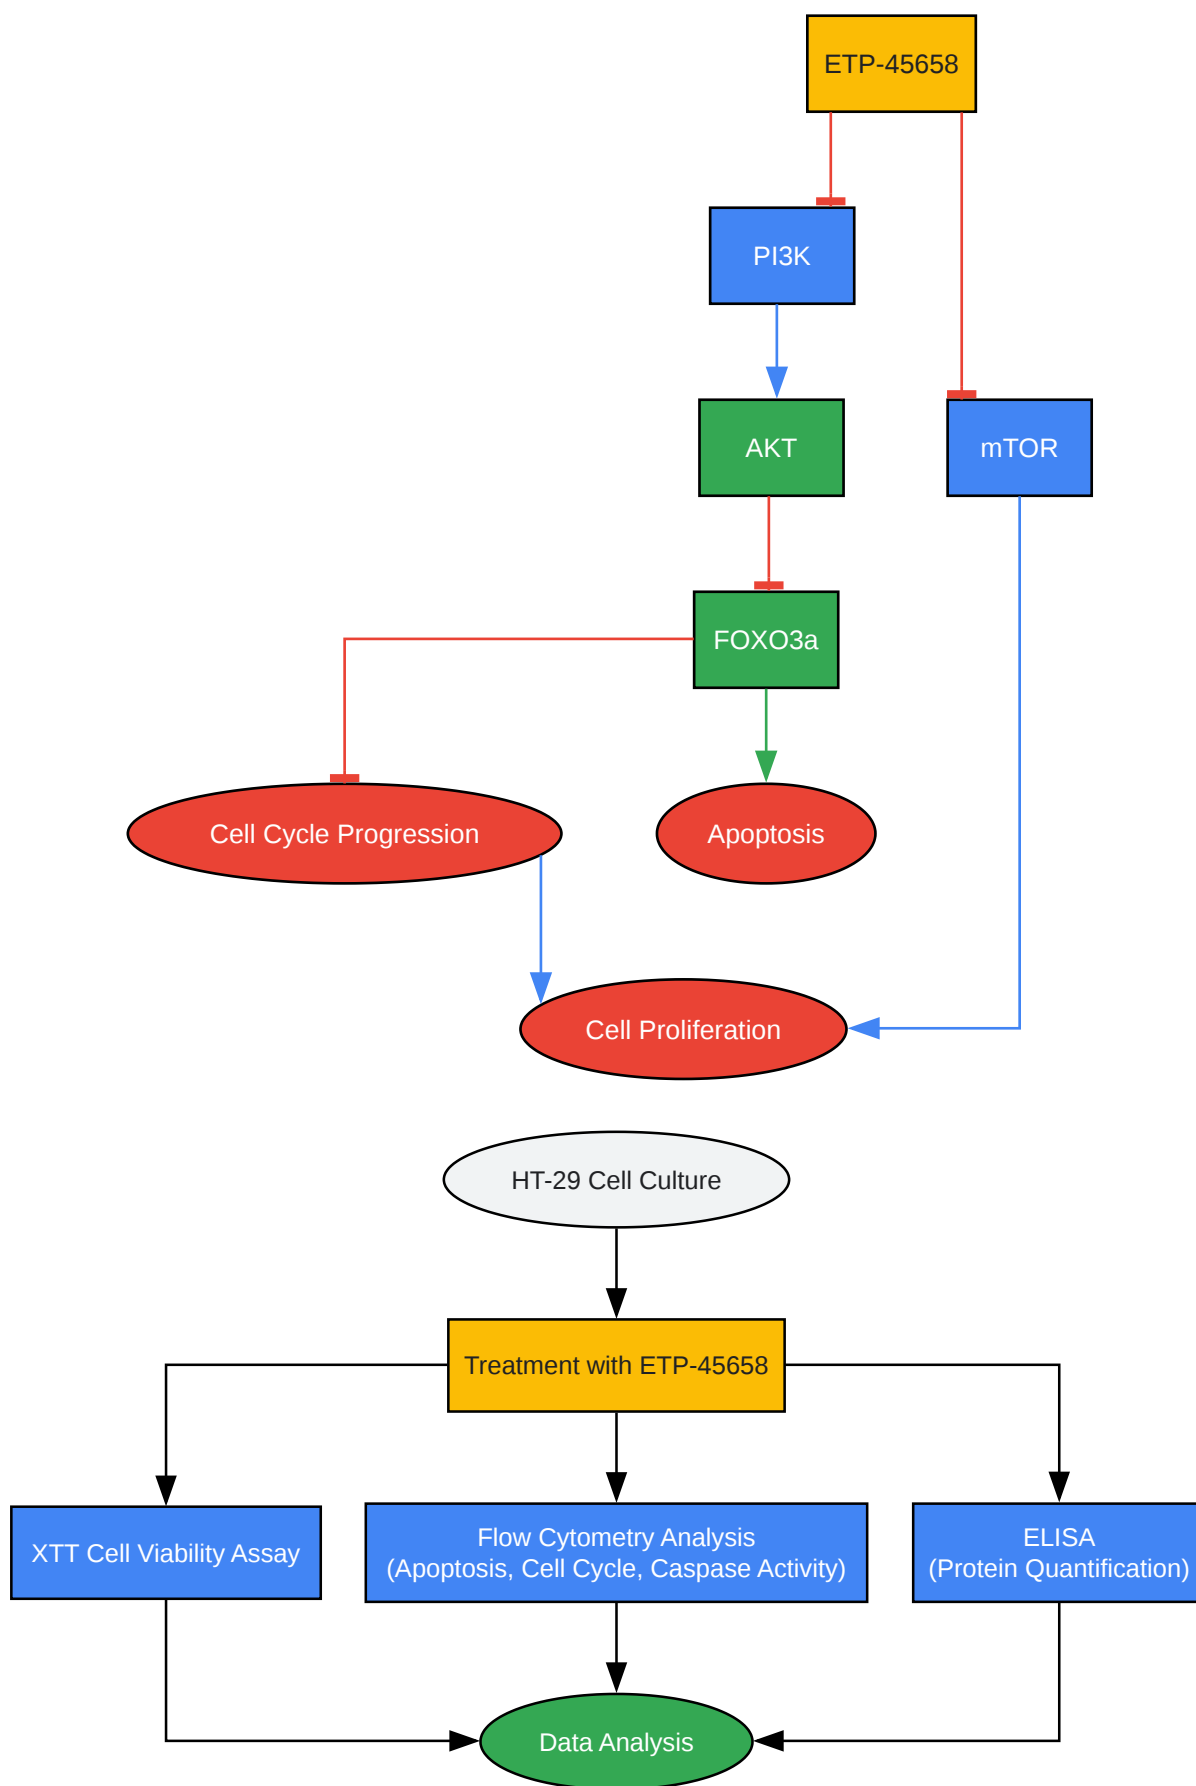 ETP-45658
PI3K
AKT
mTOR
FOXO3a
Cell Cycle Progression
Apoptosis
Cell Proliferation
HT-29 Cell Culture
Treatment with ETP-45658
XTT Cell Viability Assay
Flow Cytometry Analysis
(Apoptosis, Cell Cycle, Caspase Activity)
ELISA
(Protein Quantification)
Data Analysis